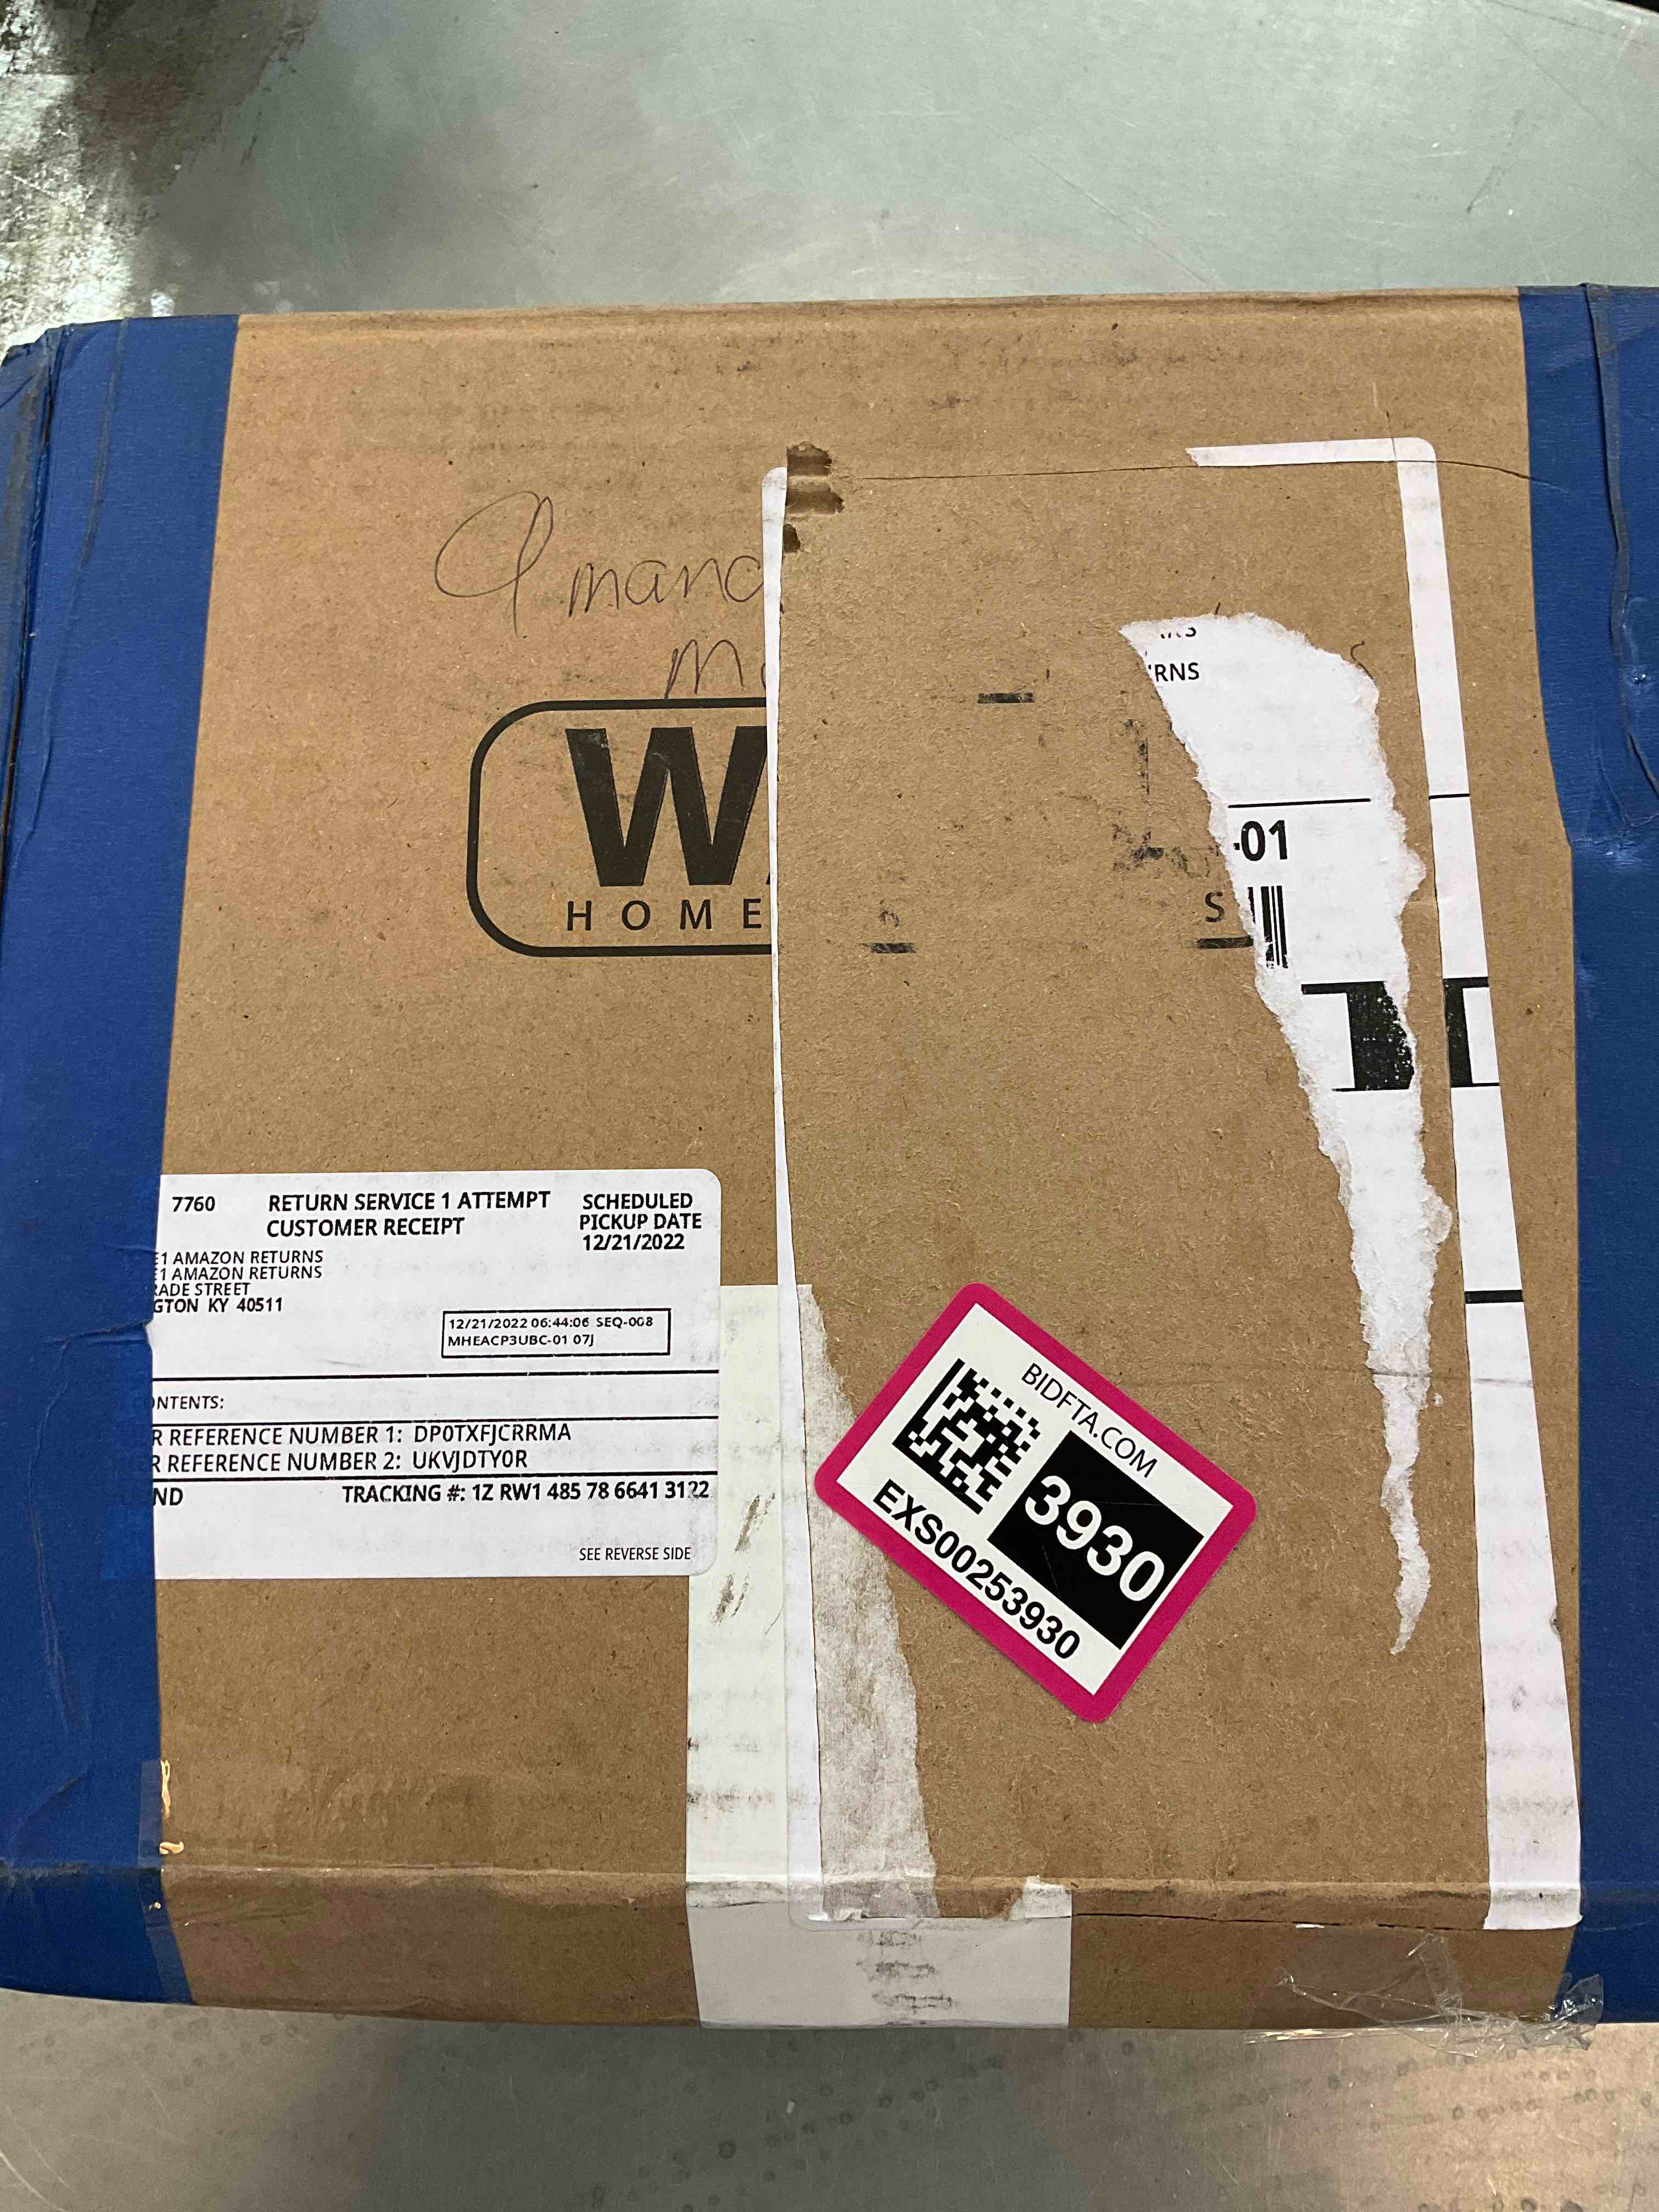 Amand
M
W
HOME
RNS
-01
S
7760 RETURN SERVICE 1 ATTEMPT SCHEDULED
CUSTOMER RECEIPT PICKUP DATE
12/21/2022
1 AMAZON RETURNS
1 AMAZON RETURNS
RADE STREET
GTON KY 40511
12/21/2022 06:44:06 SEQ-008
MHEACP3UBC-01 07J
ONTENTS:
R REFERENCE NUMBER 1: DP0TXFJCRRMA
R REFERENCE NUMBER 2: UKVJDTY0R
ND TRACKING #: 1Z RW1 485 78 6641 3122
SEE REVERSE SIDE
BIDFTA.COM
3930
EXS00253930